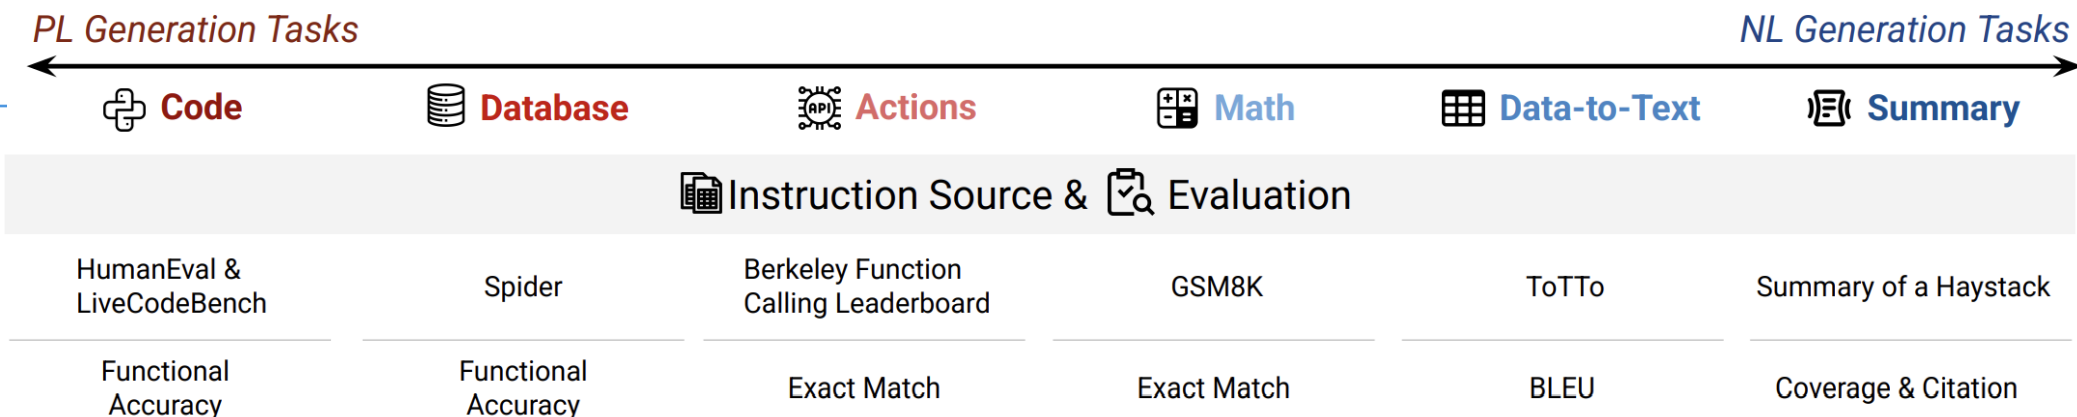 PL Generation Tasks
NL Generation Tasks
Code
Database
API
Actions
Math
Data-to-Text
Summary
Instruction Source & Evaluation
HumanEval &
LiveCodeBench
Spider
Berkeley Function
Calling Leaderboard
GSM8K
ToTTo
Summary of a Haystack
Functional
Accuracy
Functional
Accuracy
Exact Match
Exact Match
BLEU
Coverage & Citation